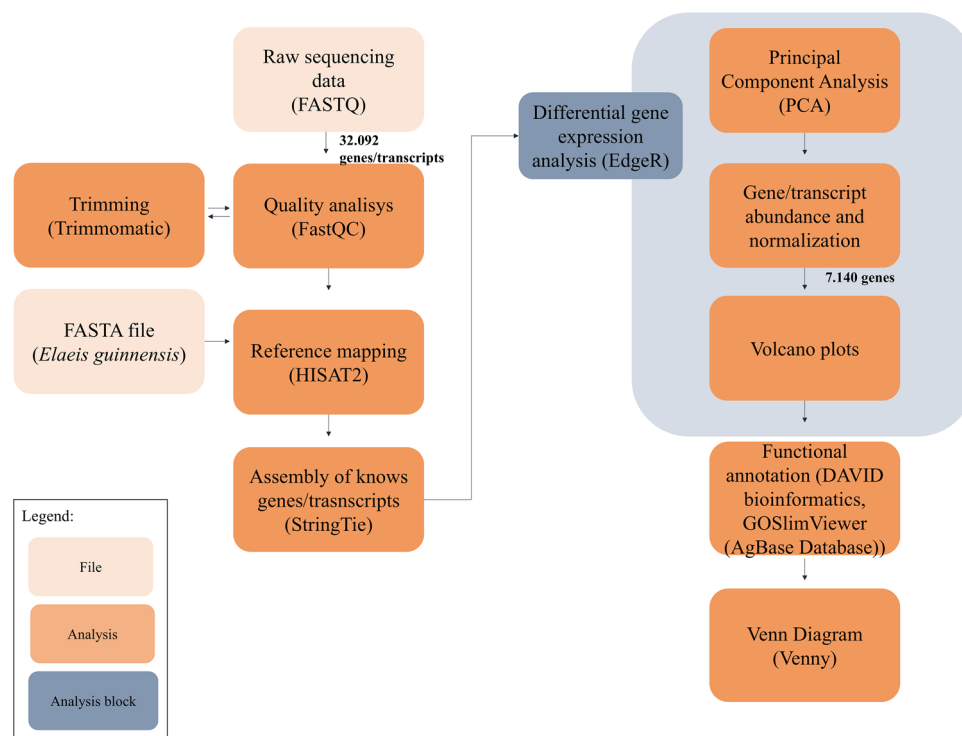 Raw sequencing
data
(FASTQ)
32.092
genes/transcripts
Trimming
(Trimmomatic)
Quality analisys
(FastQC)
FASTA file
(Elaeis guinnensis)
Reference mapping
(HISAT2)
Assembly of knows
genes/trasnscripts
(StringTie)
Differential gene
expression
analysis (EdgeR)
Principal
Component Analysis
(PCA)
Gene/transcript
abundance and
normalization
7.140 genes
Volcano plots
Functional
annotation (DAVID
bioinformatics,
GOSlimViewer
(AgBase Database))
Venn Diagram
(Venny)
Legend:
File
Analysis
Analysis block